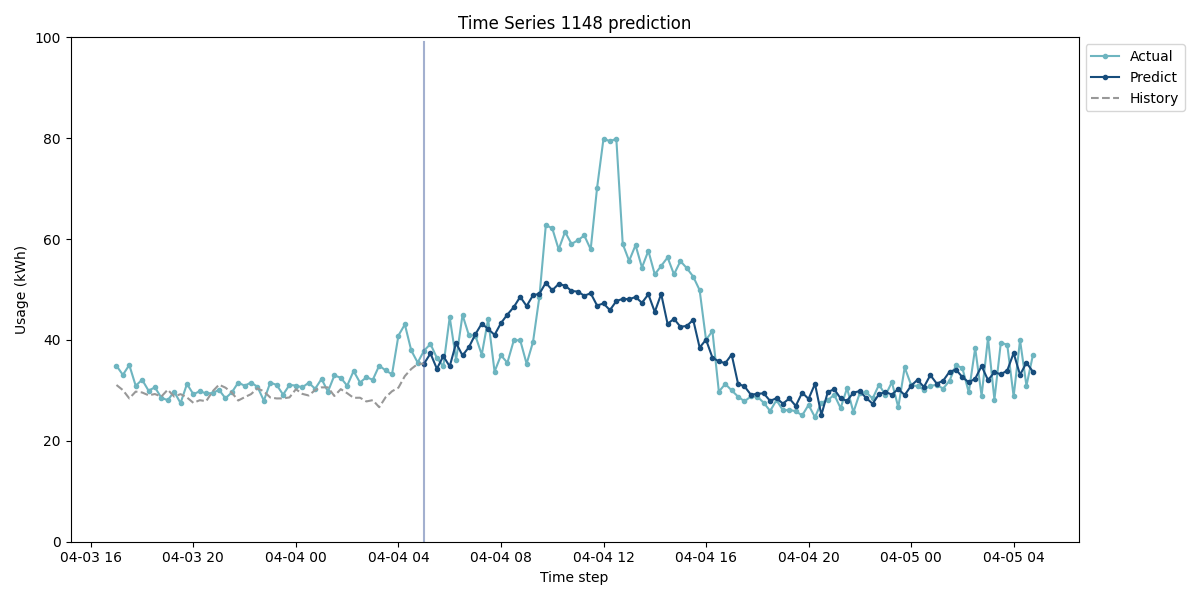 Time Series 1148 prediction
Usage (kWh)
100
80
60
40
20
0
04-03 16
04-03 20
04-04 00
04-04 04
04-04 08
04-04 12
04-04 16
04-04 20
04-05 00
04-05 04
Time step
Actual
Predict
History